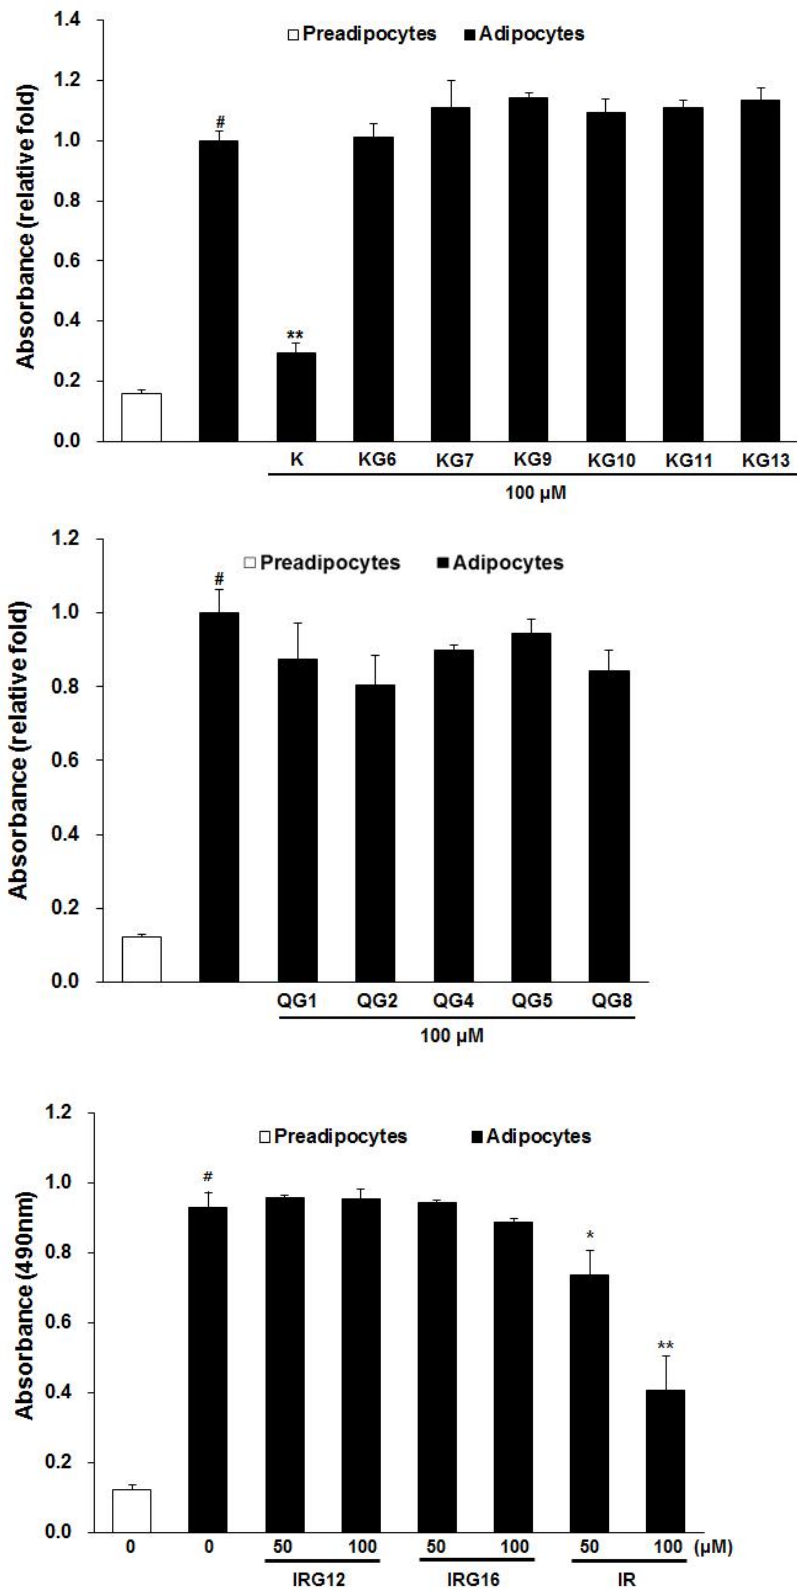 Absorbance (relative fold)
1.4
1.2
1.0
0.8
0.6
0.4
0.2
0.0
Preadipocytes Adipocytes
#
**
K KG6 KG7 KG9 KG10 KG11 KG13
100 μM
Absorbance (relative fold)
1.2
1.0
0.8
0.6
0.4
0.2
0.0
Preadipocytes Adipocytes
#
QG1 QG2 QG4 QG5 QG8
100 μM
Absorbance (490nm)
1.2
1.0
0.8
0.6
0.4
0.2
0.0
Preadipocytes Adipocytes
#
*
**
0 0 50 100 50 100 50 100 (μM)
IRG12 IRG16 IR